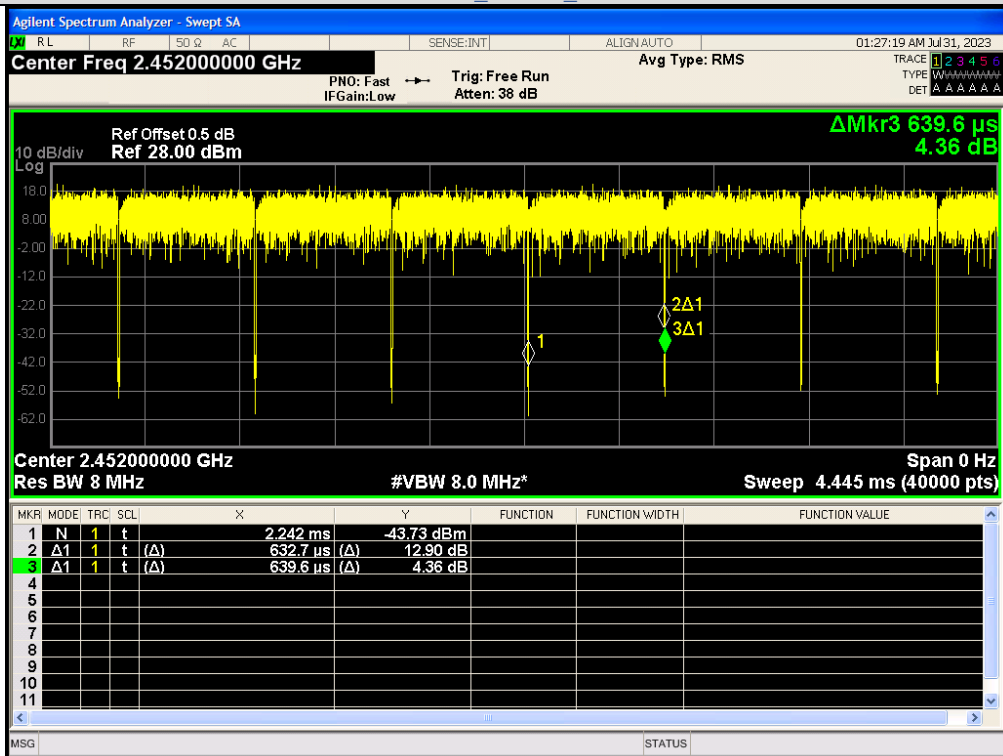 Agilent Spectrum Analyzer - Swept SA
LXI RL RF 50 Ω AC SENSE:INT ALIGNAUTO 01:27:19 AM Jul 31, 2023
Center Freq 2.452000000 GHz Avg Type: RMS TRACE 1 2 3 4 5 6
PNO: Fast Trig: Free Run TYPE
IFGain:Low Atten: 38 dB DET A A A A A A
ΔMkr3 639.6 µs
Ref Offset 0.5 dB
10 dB/div Ref 28.00 dBm 4.36 dB
Log
18.0
8.00
-2.00
-12.0
-22.0
2Δ1
-32.0
3Δ1
1
-42.0
-52.0
-62.0
Center 2.452000000 GHz Span 0 Hz
Res BW 8 MHz #VBW 8.0 MHz* Sweep 4.445 ms (40000 pts)
MKR MODE TRC SCL X Y FUNCTION FUNCTION WIDTH FUNCTION VALUE
1 N 1 t 2.242 ms -43.73 dBm
2 Δ1 1 t (Δ) 632.7 µs (Δ) 12.90 dB
3 Δ1 1 t (Δ) 639.6 µs (Δ) 4.36 dB
4
5
6
7
8
9
10
11
MSG STATUS